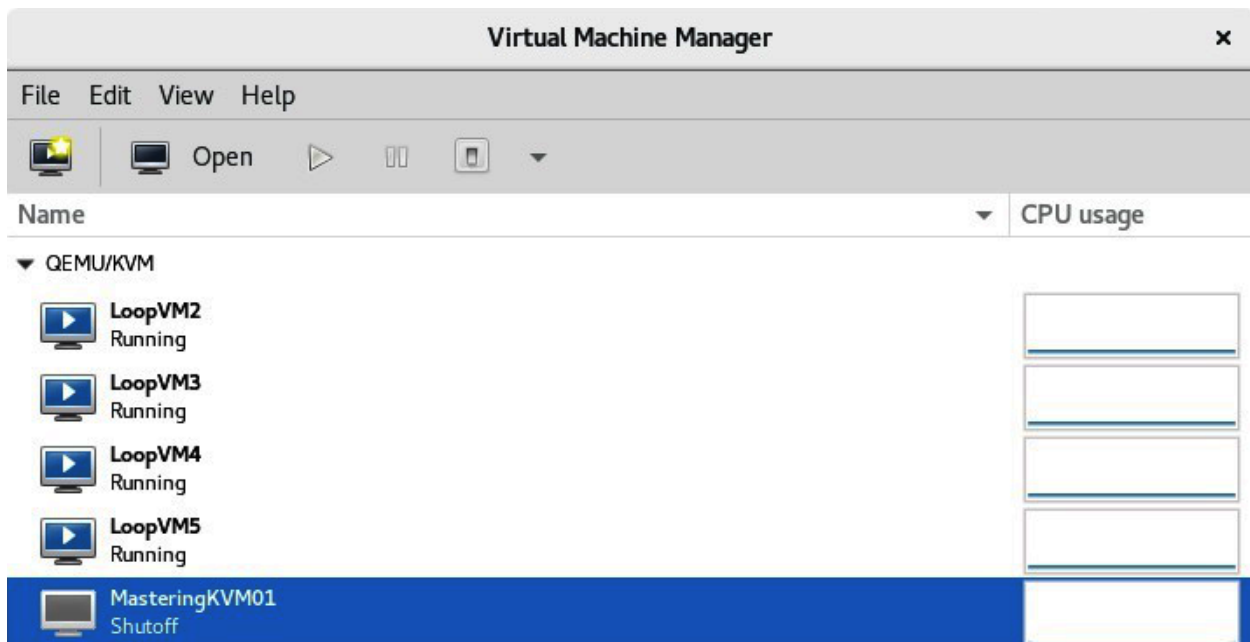 Virtual Machine Manager
File Edit View Help
Open
Name CPU usage
QEMU/KVM
LoopVM2
Running
LoopVM3
Running
LoopVM4
Running
LoopVM5
Running
MasteringKVM01
Shutoff